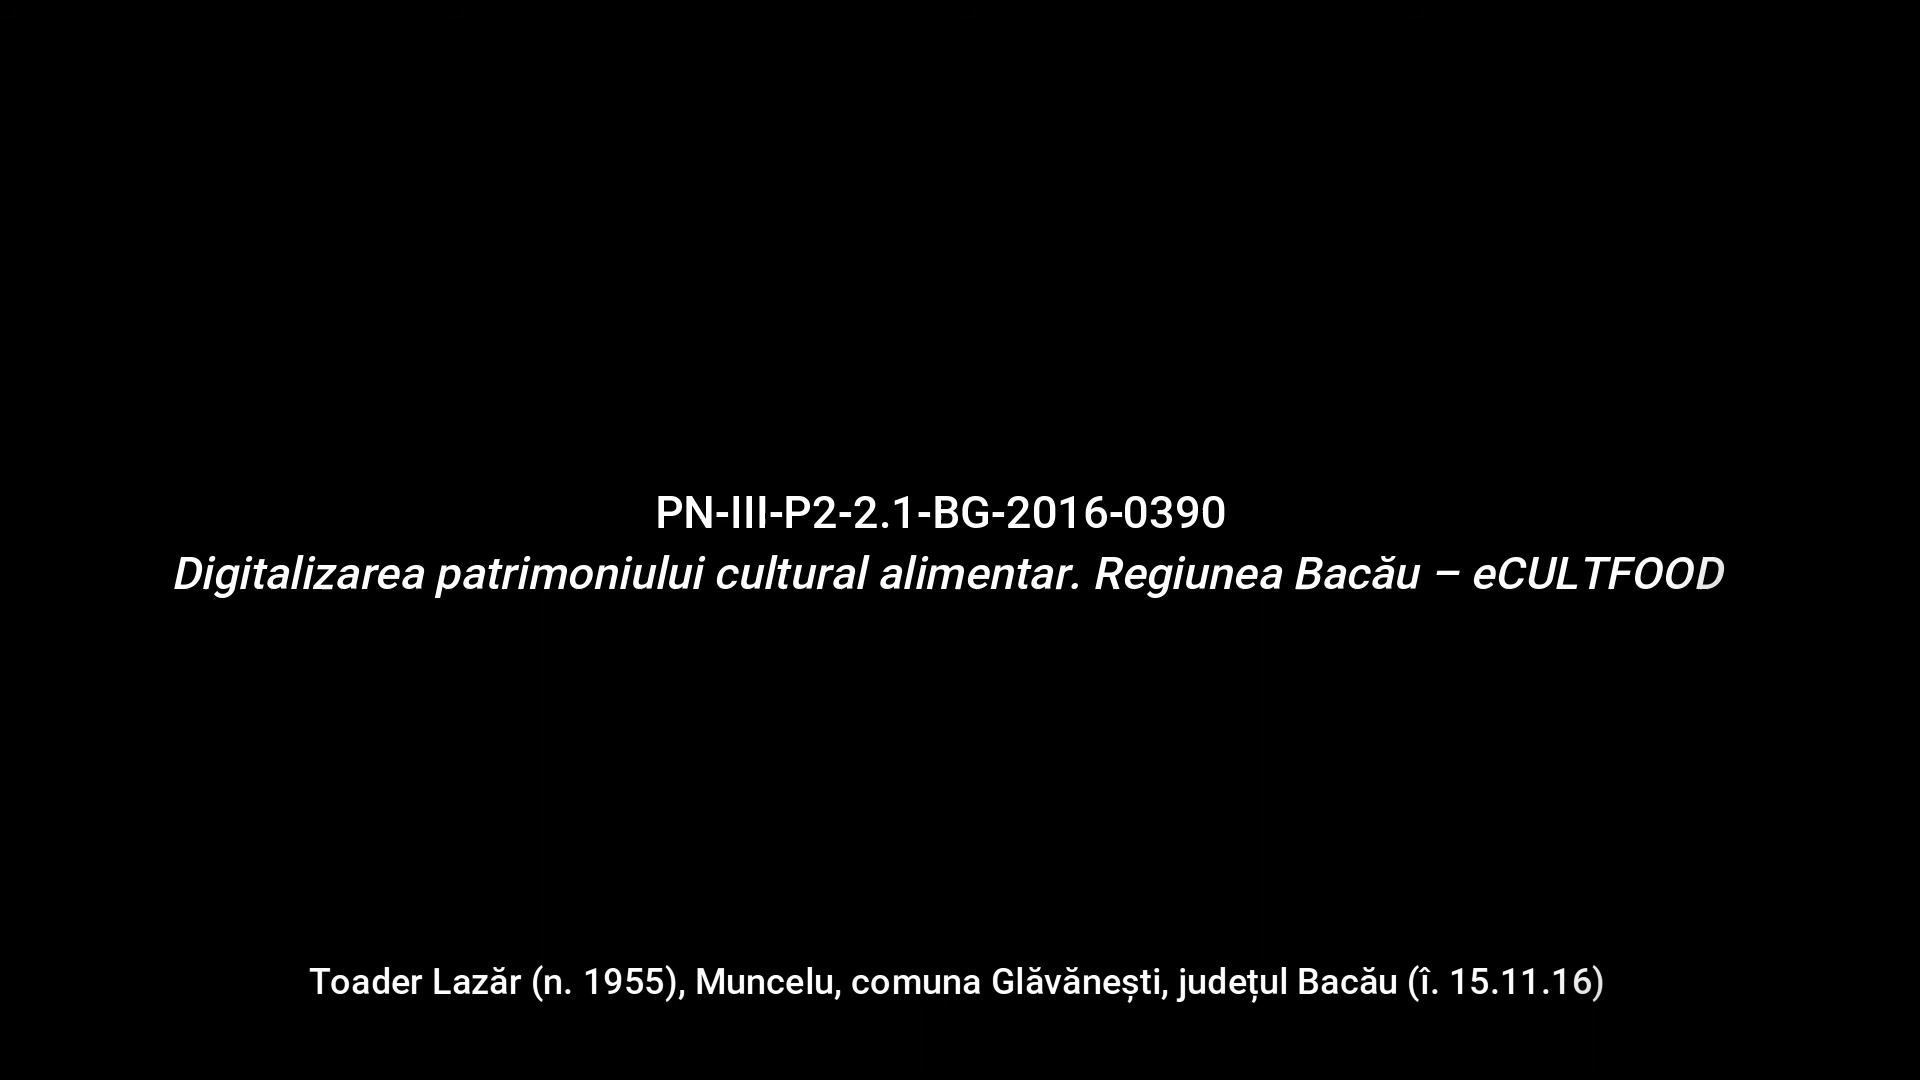 PN-III-P2-2.1-BG-2016-0390
Digitalizarea patrimoniului cultural alimentar. Regiunea Bacău – eCULTFOOD
Toader Lazăr (n. 1955), Muncelu, comuna Glăvănești, județul Bacău (î. 15.11.16)